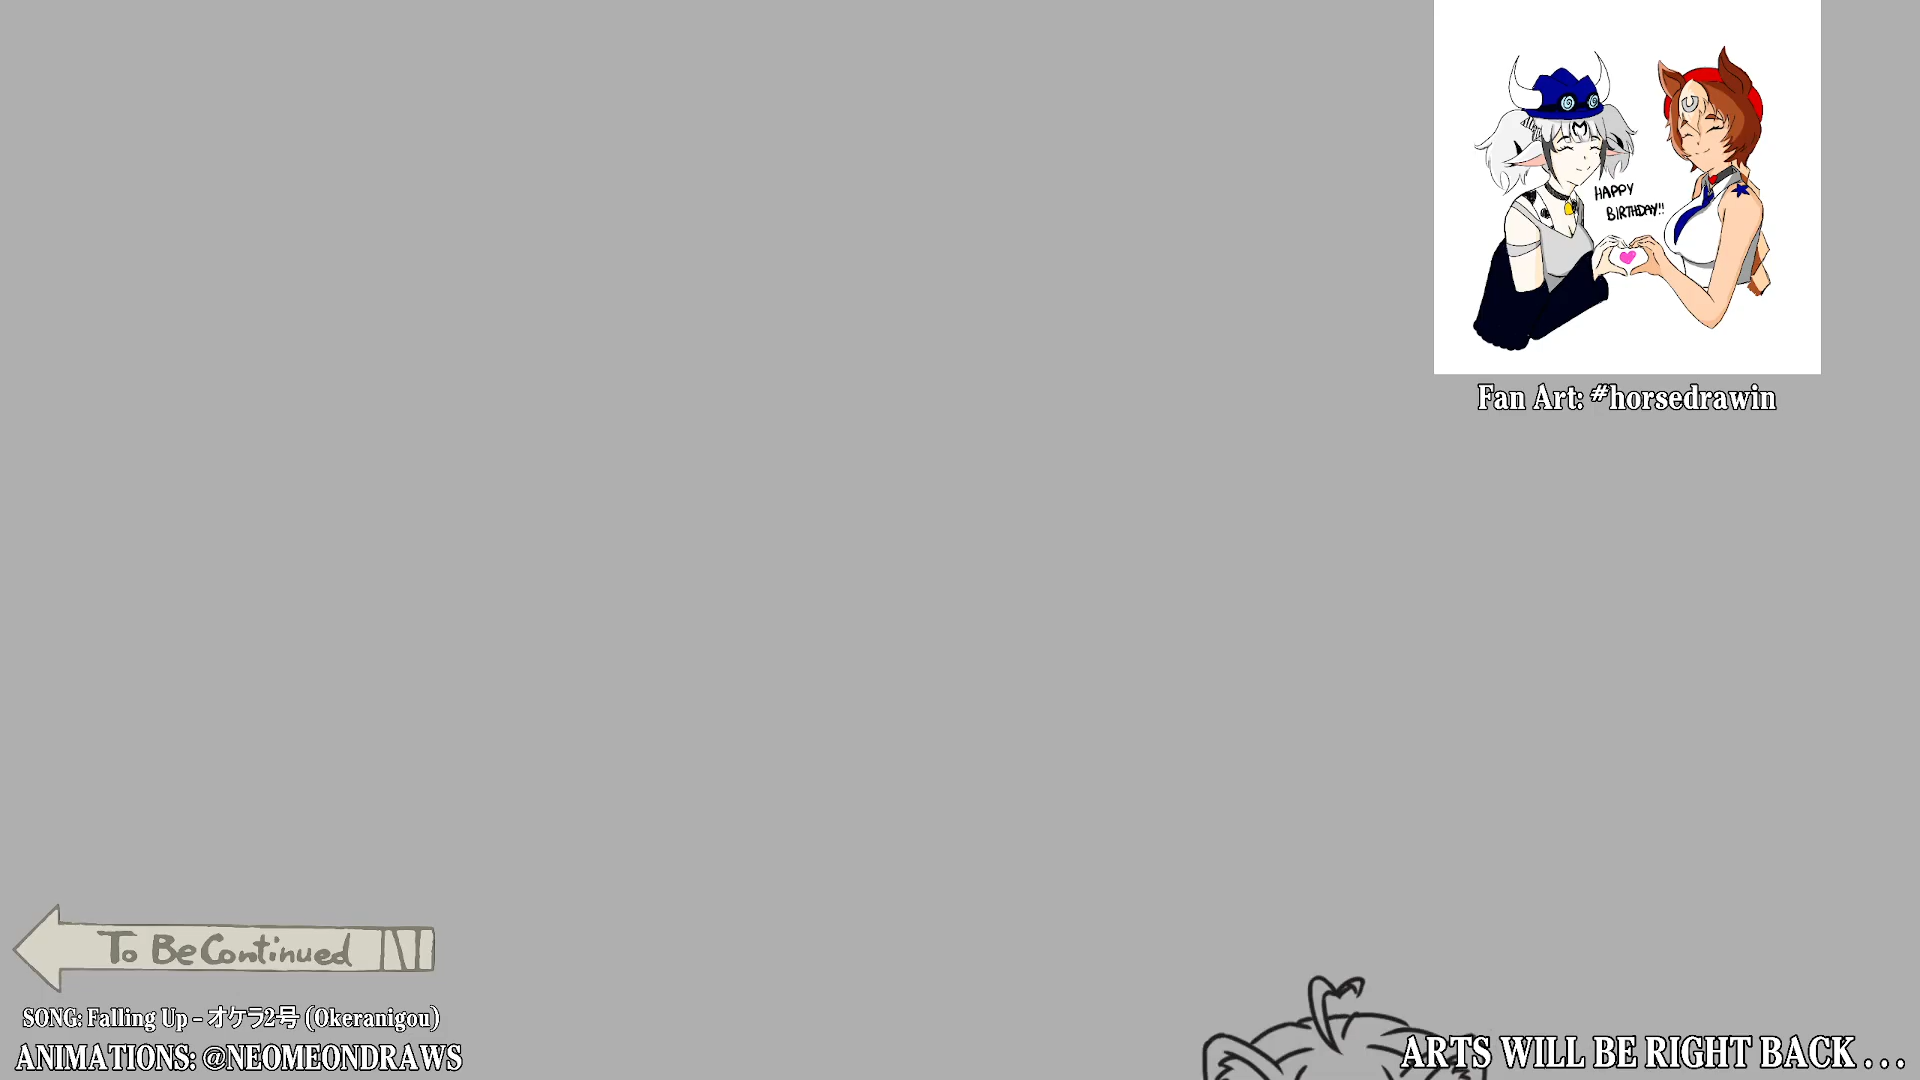 HAPPY
BIRTHDAY!!
Fan Art: #horsedrawin
To Be Continued
SONG: Falling Up - オケラ2号 (Okeranigou)
ANIMATIONS: @NEOMEONDRAWS
ARTS WILL BE RIGHT BACK . . .